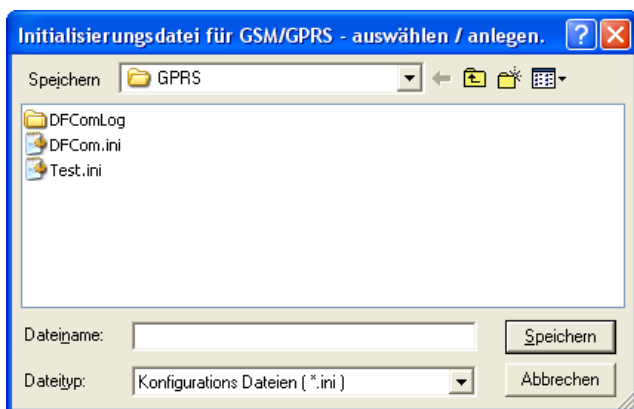 Initialisierungsdatei für GSM/GPRS - auswählen / anlegen.
Speichern GPRS
DFComLog
DFCom.ini
Test.ini
Dateiname: Speichern
Dateityp: Konfigurations Dateien ( *.ini ) Abbrechen